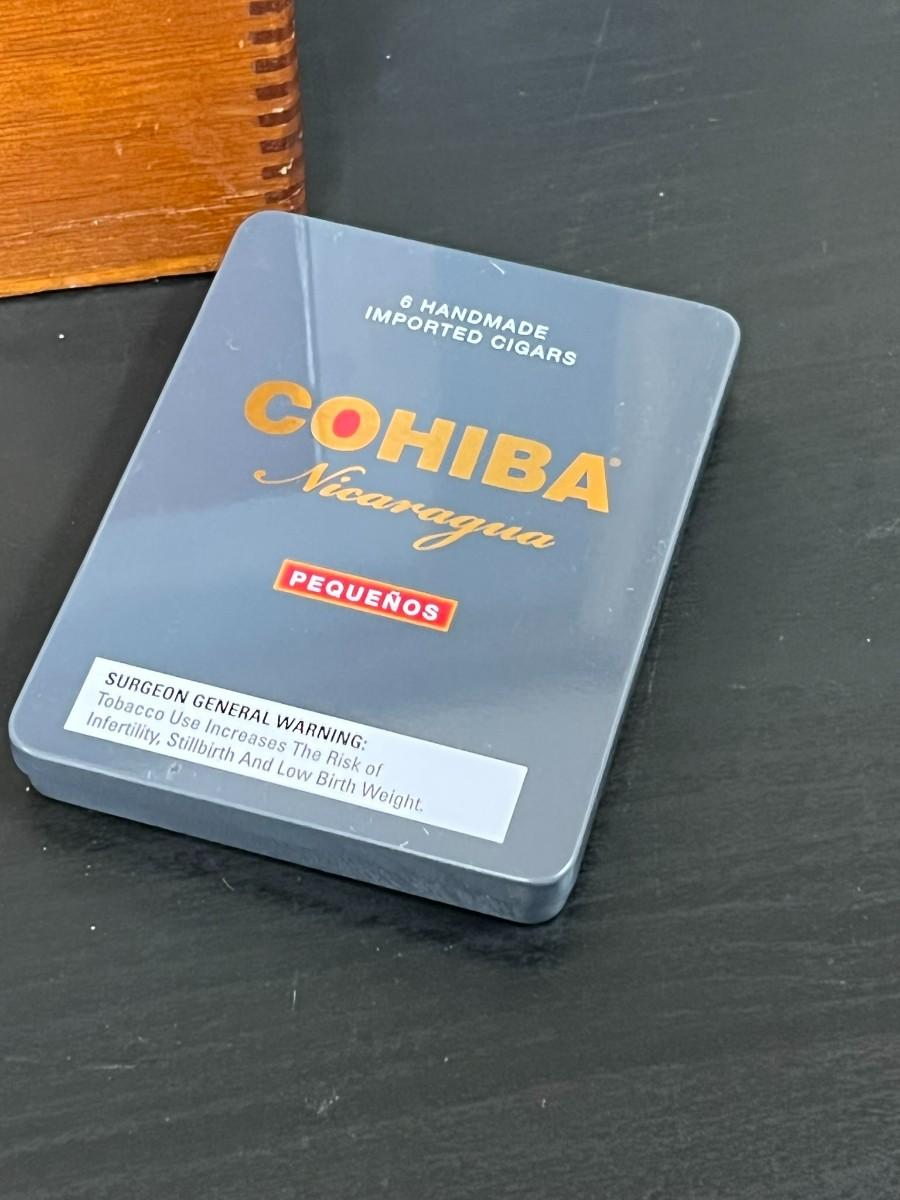 6 HANDMADE
IMPORTED CIGARS
COHIBA®
Nicaragua
PEQUEÑOS
SURGEON GENERAL WARNING:
Tobacco Use Increases The Risk of
Infertility, Stillbirth And Low Birth Weight.